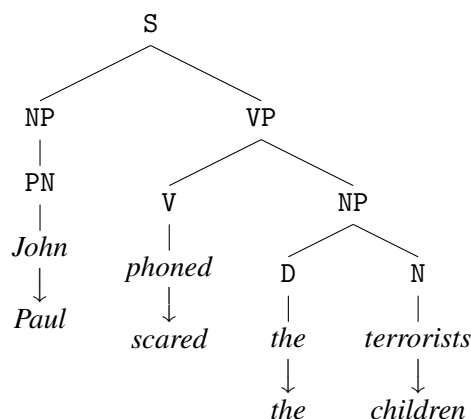 S
NP VP
PN V NP
John phoned D N
Paul scared the terrorists
the children